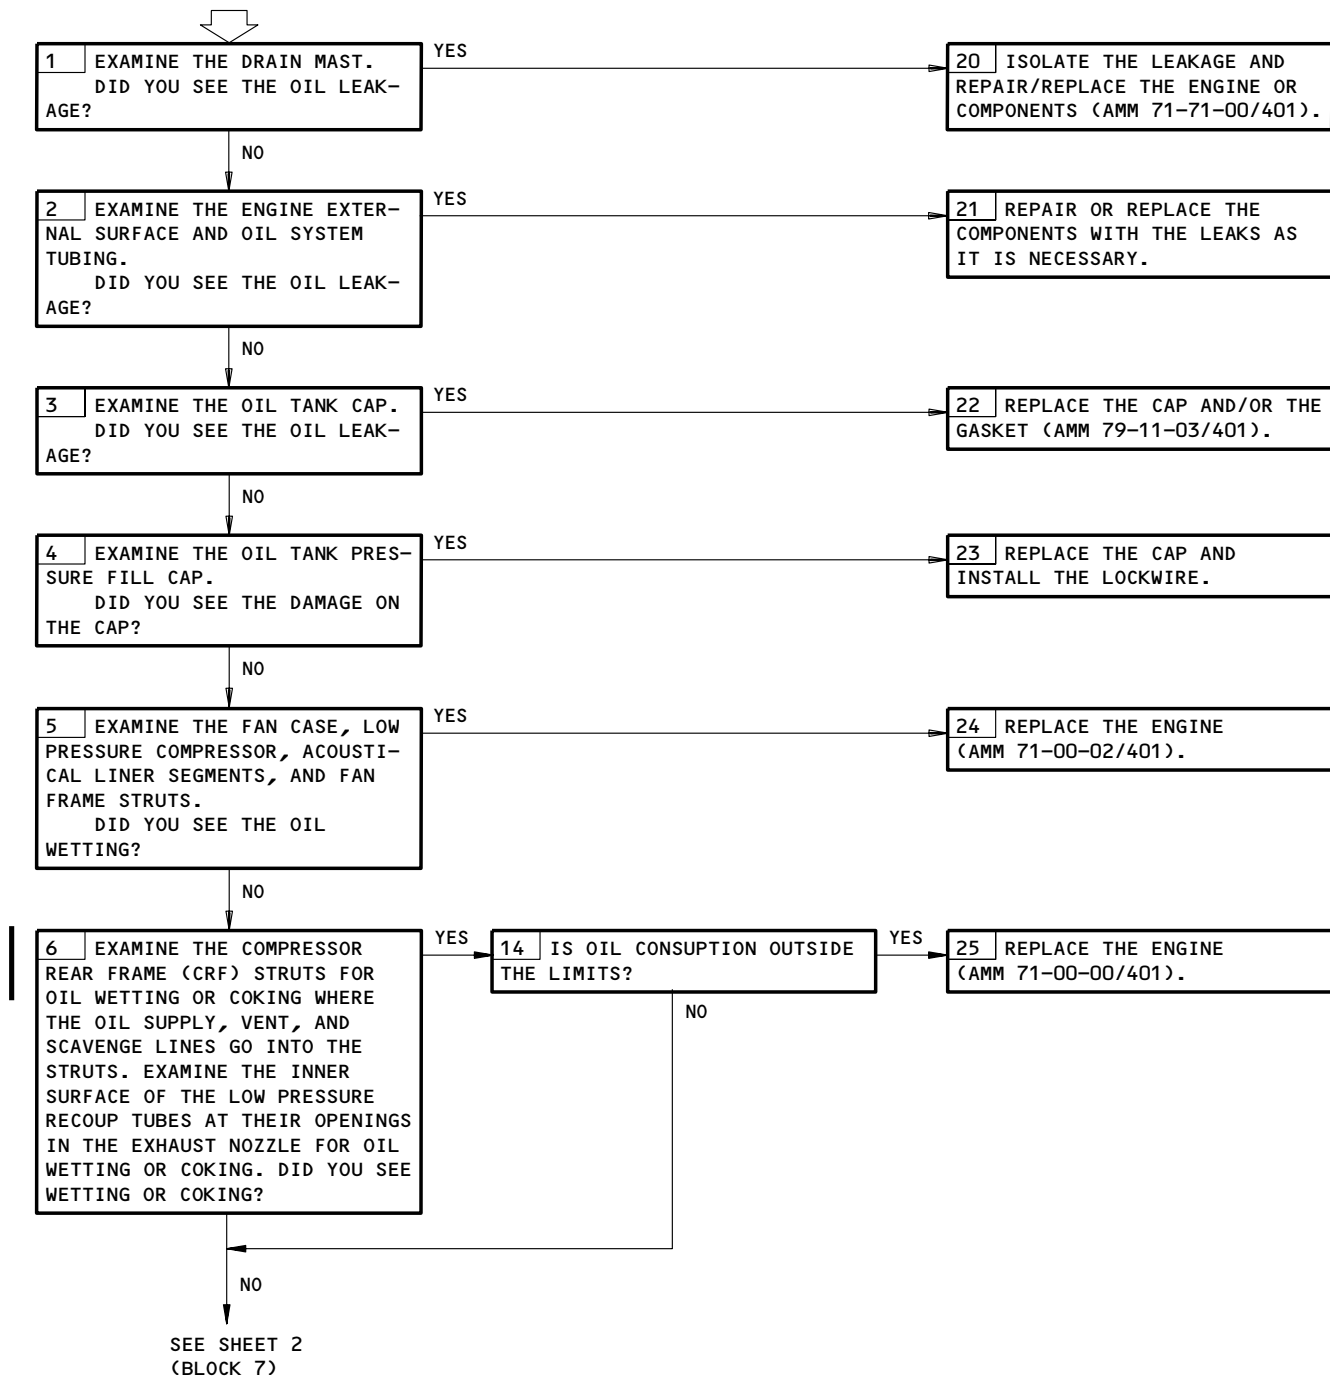 1 EXAMINE THE DRAIN MAST.
DID YOU SEE THE OIL LEAK-
AGE?
YES
20 ISOLATE THE LEAKAGE AND
REPAIR/REPLACE THE ENGINE OR
COMPONENTS (AMM 71-71-00/401).
NO
2 EXAMINE THE ENGINE EXTER-
NAL SURFACE AND OIL SYSTEM
TUBING.
DID YOU SEE THE OIL LEAK-
AGE?
YES
21 REPAIR OR REPLACE THE
COMPONENTS WITH THE LEAKS AS
IT IS NECESSARY.
NO
3 EXAMINE THE OIL TANK CAP.
DID YOU SEE THE OIL LEAK-
AGE?
YES
22 REPLACE THE CAP AND/OR THE
GASKET (AMM 79-11-03/401).
NO
4 EXAMINE THE OIL TANK PRES-
SURE FILL CAP.
DID YOU SEE THE DAMAGE ON
THE CAP?
YES
23 REPLACE THE CAP AND
INSTALL THE LOCKWIRE.
NO
5 EXAMINE THE FAN CASE, LOW
PRESSURE COMPRESSOR, ACOUSTI-
CAL LINER SEGMENTS, AND FAN
FRAME STRUTS.
DID YOU SEE THE OIL
WETTING?
YES
24 REPLACE THE ENGINE
(AMM 71-00-02/401).
NO
6 EXAMINE THE COMPRESSOR
REAR FRAME (CRF) STRUTS FOR
OIL WETTING OR COKING WHERE
THE OIL SUPPLY, VENT, AND
SCAVENGE LINES GO INTO THE
STRUTS. EXAMINE THE INNER
SURFACE OF THE LOW PRESSURE
RECOUP TUBES AT THEIR OPENINGS
IN THE EXHAUST NOZZLE FOR OIL
WETTING OR COKING. DID YOU SEE
WETTING OR COKING?
YES
14 IS OIL CONSUPTION OUTSIDE
THE LIMITS?
YES
25 REPLACE THE ENGINE
(AMM 71-00-00/401).
NO
NO
SEE SHEET 2
(BLOCK 7)